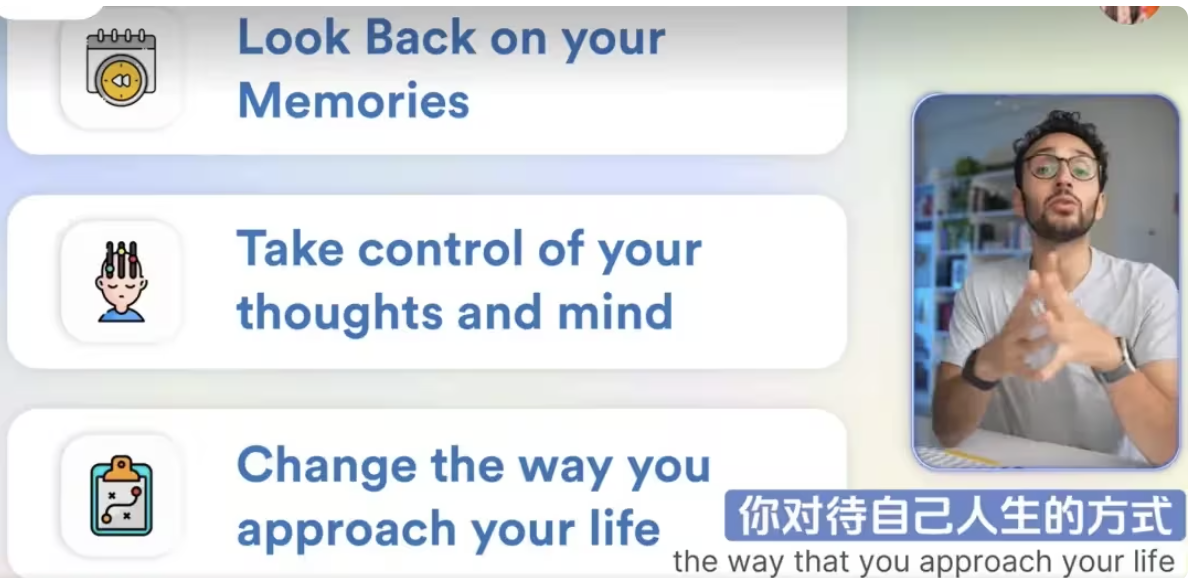 Look Back on your
Memories
Take control of your
thoughts and mind
Change the way you
approach your life
你对待自己人生的方式
the way that you approach your life